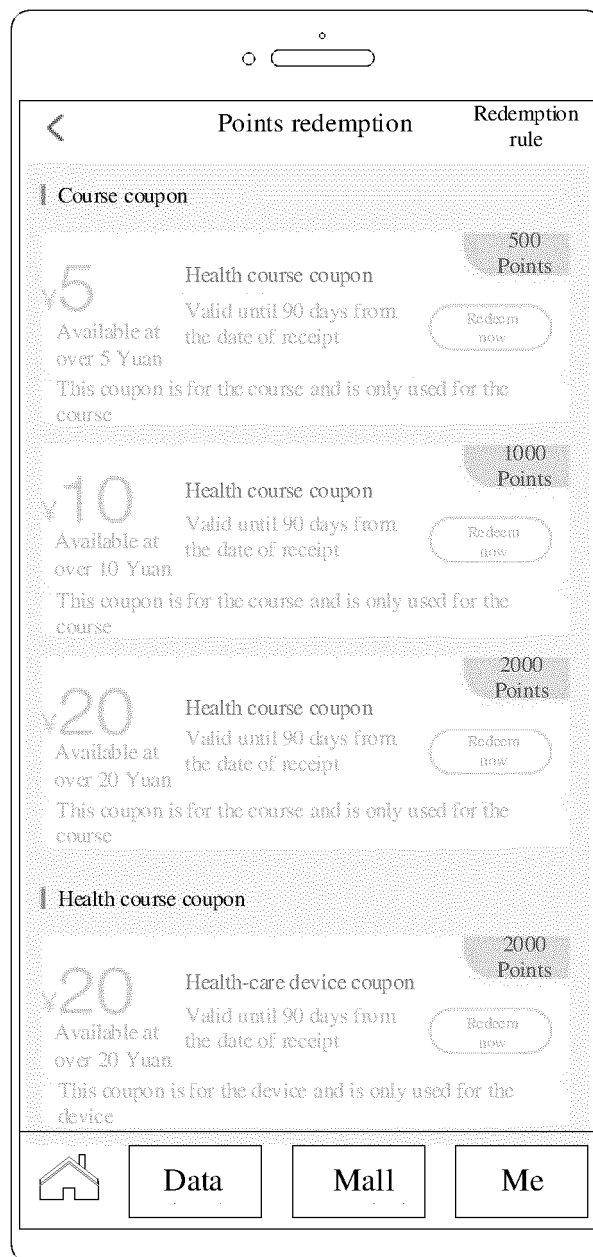 Points redemption
Redemption
rule
Course coupon
500
Points
¥5
Health course coupon
Valid until 90 days from
the date of receipt
Redeem
now
Available at
over 5 Yuan
This coupon is for the course and is only used for the
course
1000
Points
¥10
Health course coupon
Valid until 90 days from
the date of receipt
Redeem
now
Available at
over 10 Yuan
This coupon is for the course and is only used for the
course
2000
Points
¥20
Health course coupon
Valid until 90 days from
the date of receipt
Redeem
now
Available at
over 20 Yuan
This coupon is for the course and is only used for the
course
Health course coupon
2000
Points
¥20
Health-care device coupon
Valid until 90 days from
the date of receipt
Redeem
now
Available at
over 20 Yuan
This coupon is for the device and is only used for the
device
Data
Mall
Me